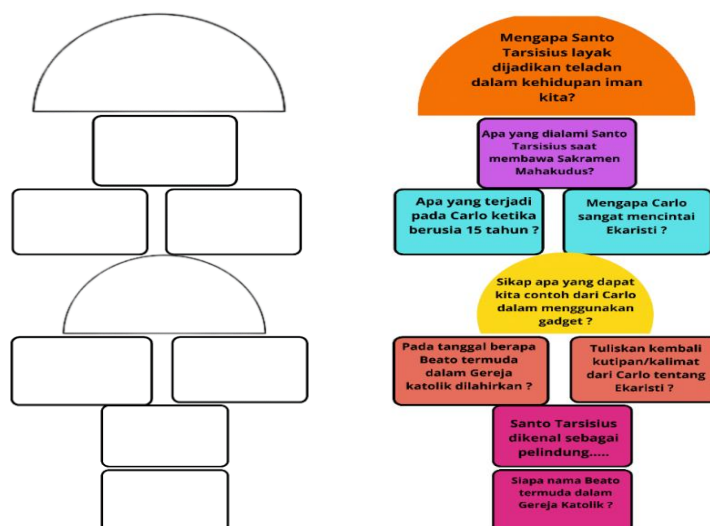 Mengapa Santo
Tarsisius layak
dijadikan teladan
dalam kehidupan iman
kita?
Apa yang dialami Santo
Tarsisius saat
membawa Sakramen
Mahakudus?
Apa yang terjadi
pada Carlo ketika
berusia 15 tahun ?
Mengapa Carlo
sangat mencintai
Ekaristi ?
Sikap apa yang dapat
kita contoh dari Carlo
dalam menggunakan
gadget ?
Pada tanggal berapa
Beato termuda
dalam Gereja
katolik dilahirkan ?
Tuliskan kembali
kutipan/kalimat
dari Carlo tentang
Ekaristi ?
Santo Tarsisius
dikenal sebagai
pelindung.....
Siapa nama Beato
termuda dalam
Gereja Katolik ?